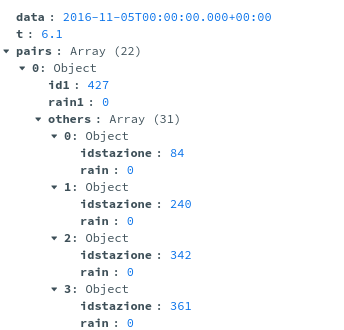 data : 2016-11-05T00:00:00.000+00:00
t : 6.1
pairs : Array (22)
0: Object
id1 : 427
rain1 : 0
others : Array (31)
0: Object
idstazione : 84
rain : 0
1: Object
idstazione : 240
rain : 0
2: Object
idstazione : 342
rain : 0
3: Object
idstazione : 361
rain : 0